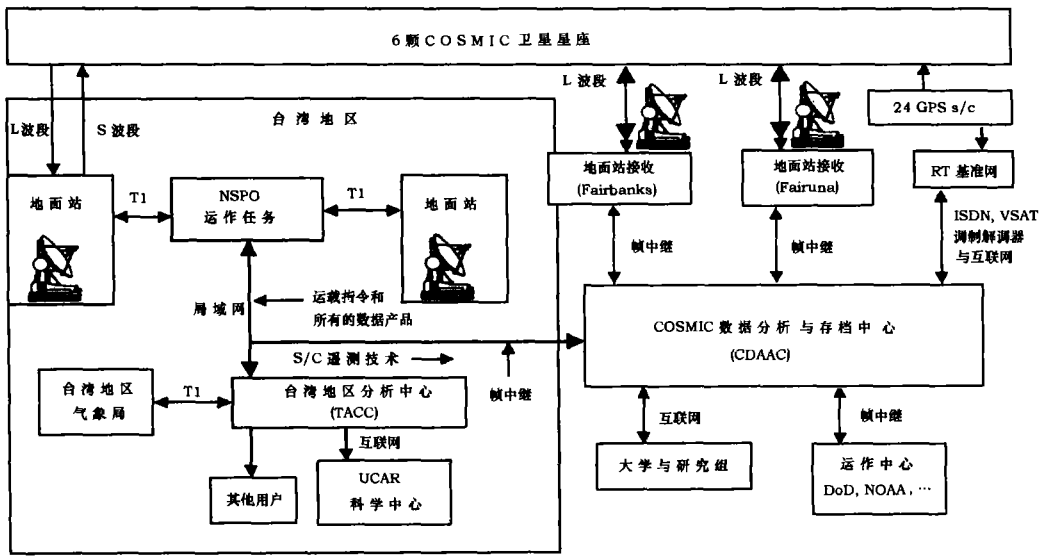 6颗COSMIC卫星星座
L波段
S波段
台湾地区
L波段
L波段
24 GPS s/c
地面站
NSPO
运作任务
T1
T1
地面站
地面站接收
(Fairbanks)
地面站接收
(Fairuna)
RT基准网
帧中继
帧中继
ISDN, VSAT
调制解调器
与互联网
局域网
运载指令和
所有的数据产品
S/C遥测技术
帧中继
COSMIC数据分析与存档中心
(CDAAC)
台湾地区
气象局
T1
台湾地区分析中心
(TACC)
互联网
其他用户
UCAR
科学中心
互联网
帧中继
大学与研究组
运作中心
DoD, NOAA, …